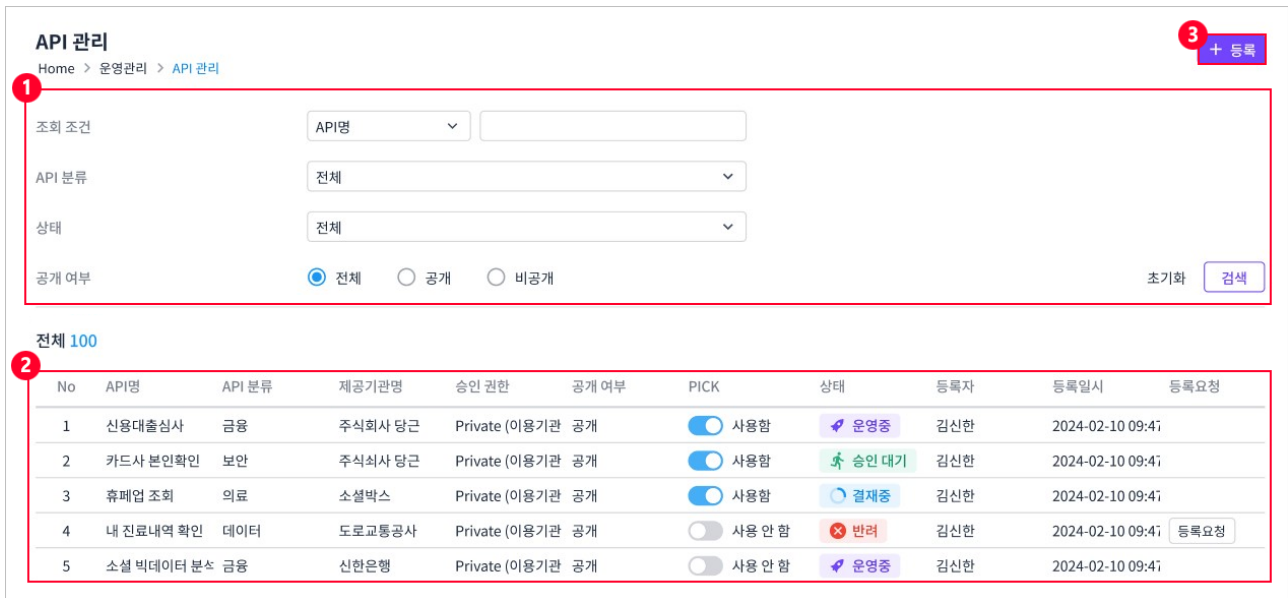 API 관리
Home > 운영관리 > API 관리
3
+ 등록
1
조회 조건 API명
API 분류 전체
상태 전체
공개 여부 전체 공개 비공개 초기화 검색
전체 100
2
No API명 API 분류 제공기관명 승인 권한 공개 여부 PICK 상태 등록자 등록일시 등록요청
1 신용대출심사 금융 주식회사 당근 Private (이용기관 공개 사용함 운영중 김신한 2024-02-10 09:47
2 카드사 본인확인 보안 주식쇠사 당근 Private (이용기관 공개 사용함 승인 대기 김신한 2024-02-10 09:47
3 휴페업 조회 의료 소셜박스 Private (이용기관 공개 사용함 결재중 김신한 2024-02-10 09:47
4 내 진료내역 확인 데이터 도로교통공사 Private (이용기관 공개 사용 안 함 반려 김신한 2024-02-10 09:47 등록요청
5 소셜 빅데이터 분석 금융 신한은행 Private (이용기관 공개 사용 안 함 운영중 김신한 2024-02-10 09:47